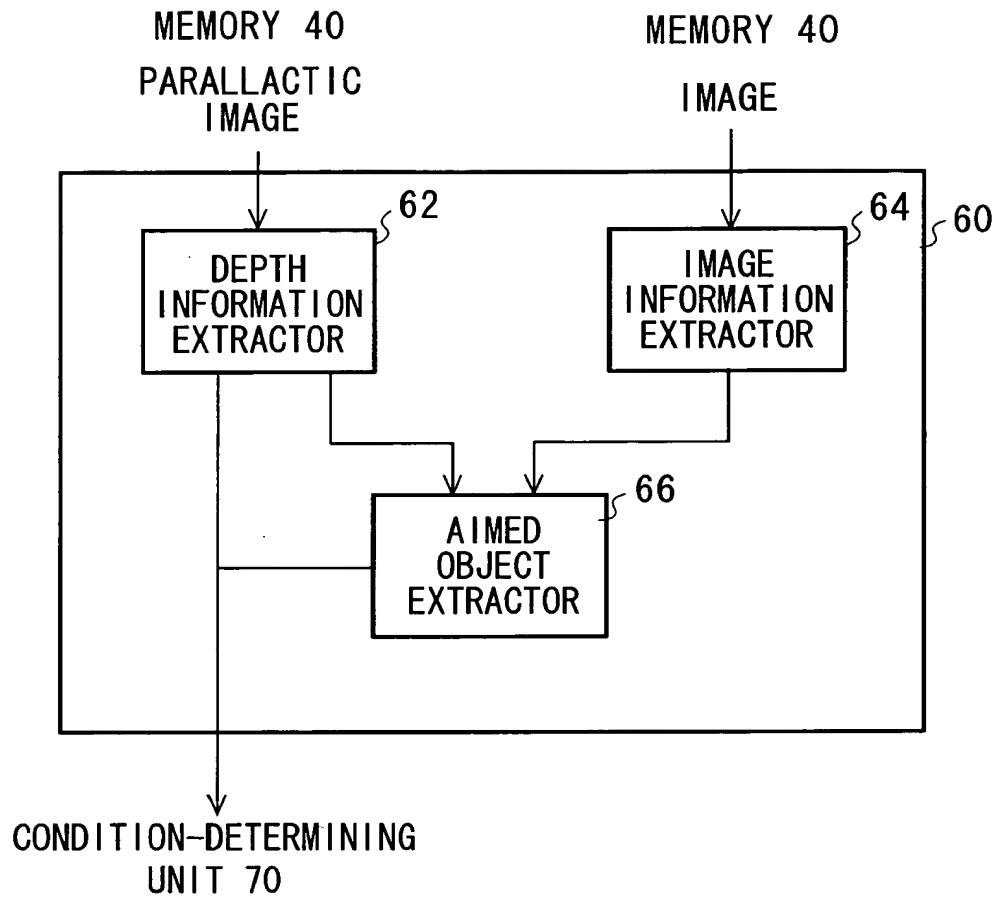 MEMORY 40
PARALLACTIC
IMAGE
MEMORY 40
IMAGE
62
64
60
DEPTH
INFORMATION
EXTRACTOR
IMAGE
INFORMATION
EXTRACTOR
66
AIMED
OBJECT
EXTRACTOR
CONDITION-DETERMINING
UNIT 70